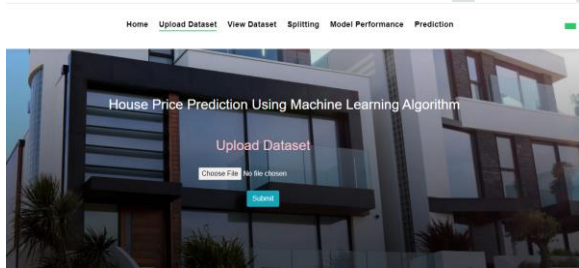 Home Upload Dataset View Dataset Splitting Model Performance Prediction
House Price Prediction Using Machine Learning Algorithm
Upload Dataset
Choose File No file chosen
Submit